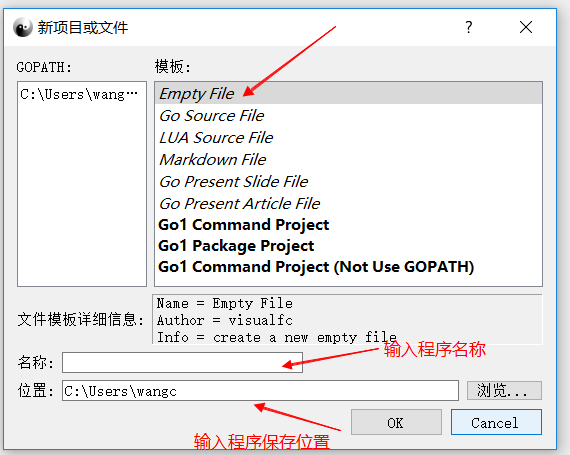 新项目或文件
GOPATH:
模板:
C:\Users\wang…
Empty File
Go Source File
LUA Source File
Markdown File
Go Present Slide File
Go Present Article File
Go1 Command Project
Go1 Package Project
Go1 Command Project (Not Use GOPATH)
文件模板详细信息:
Name = Empty File
Author = visualfc
Info = create a new empty file
名称:
输入程序名称
位置: C:\Users\wangc 浏览...
输入程序保存位置
OK Cancel